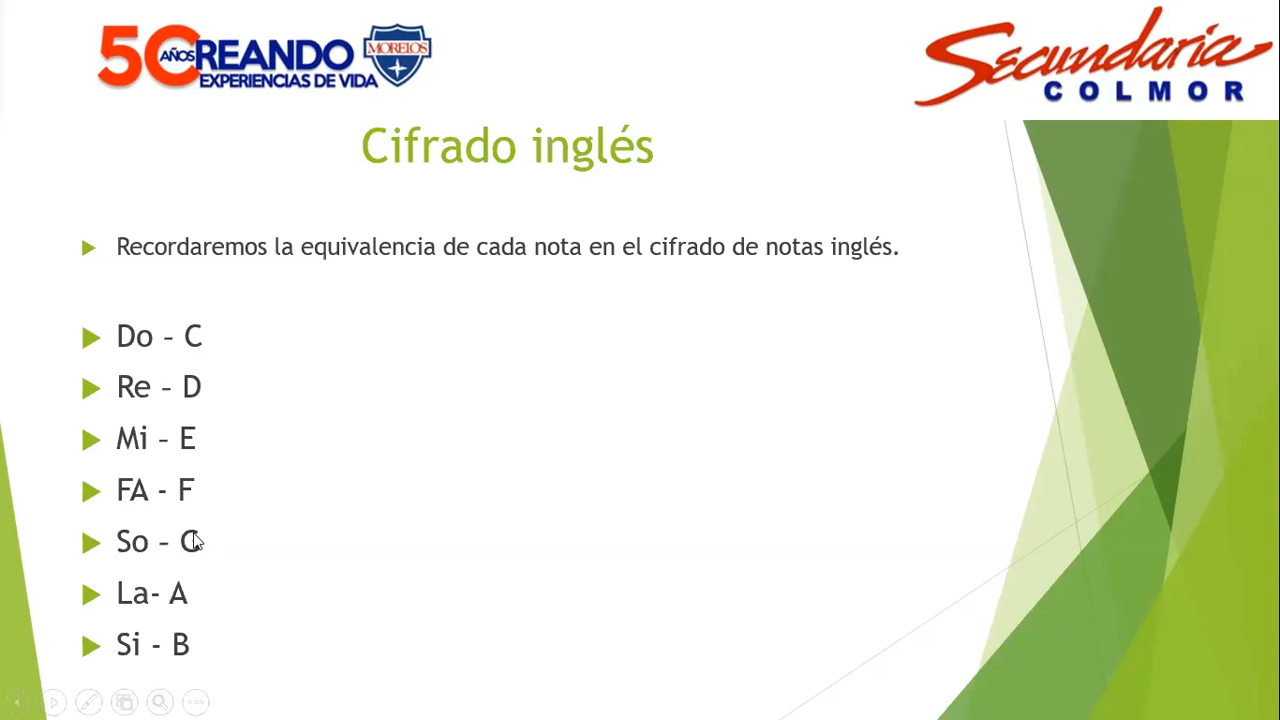 50 AÑOS CREANDO
EXPERIENCIAS DE VIDA
MORELOS
Secundaria
COLMOR
Cifrado inglés
Recordaremos la equivalencia de cada nota en el cifrado de notas inglés.
Do – C
Re – D
Mi – E
FA - F
So –
La- A
Si - B